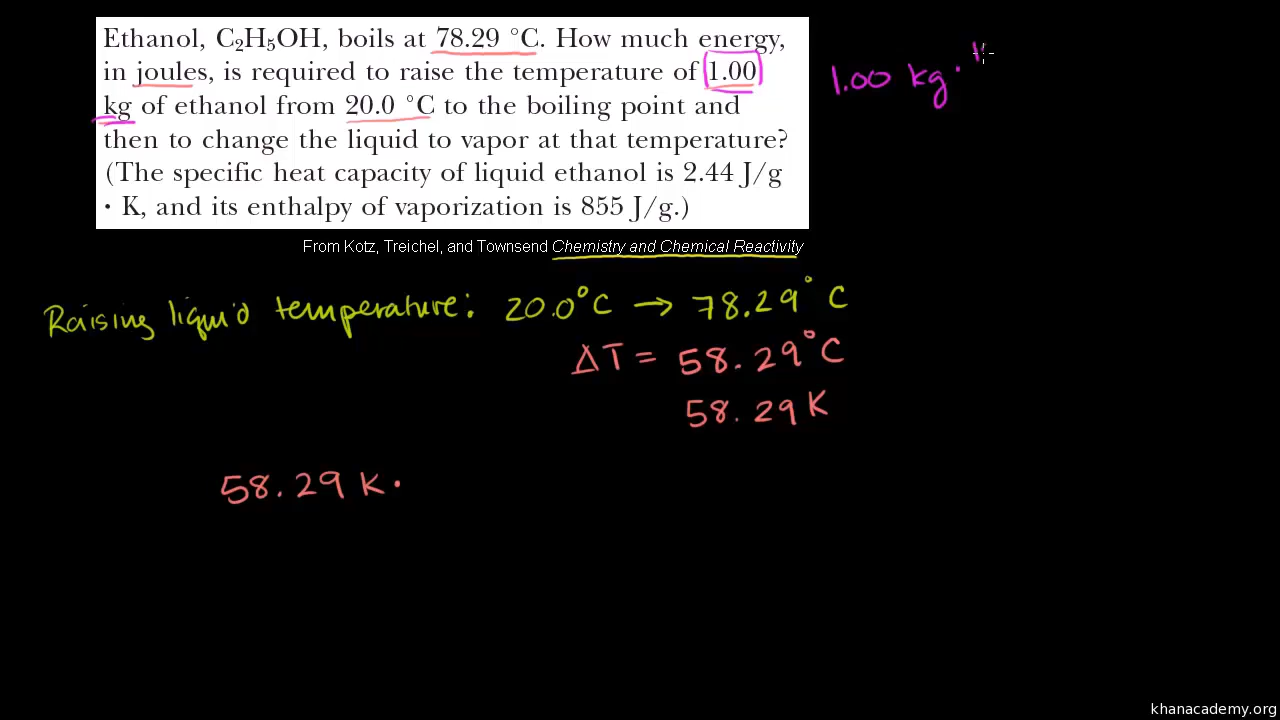 Ethanol, C₂H₅OH, boils at 78.29 °C. How much energy,
in joules, is required to raise the temperature of 1.00
kg of ethanol from 20.0 °C to the boiling point and
then to change the liquid to vapor at that temperature?
(The specific heat capacity of liquid ethanol is 2.44 J/g
· K, and its enthalpy of vaporization is 855 J/g.)
1.00 kg ·
From Kotz, Treichel, and Townsend Chemistry and Chemical Reactivity
Raising liquid temperature: 20.0°C → 78.29°C
ΔT = 58.29°C
58.29 K
58.29 K ·
khanacademy.org